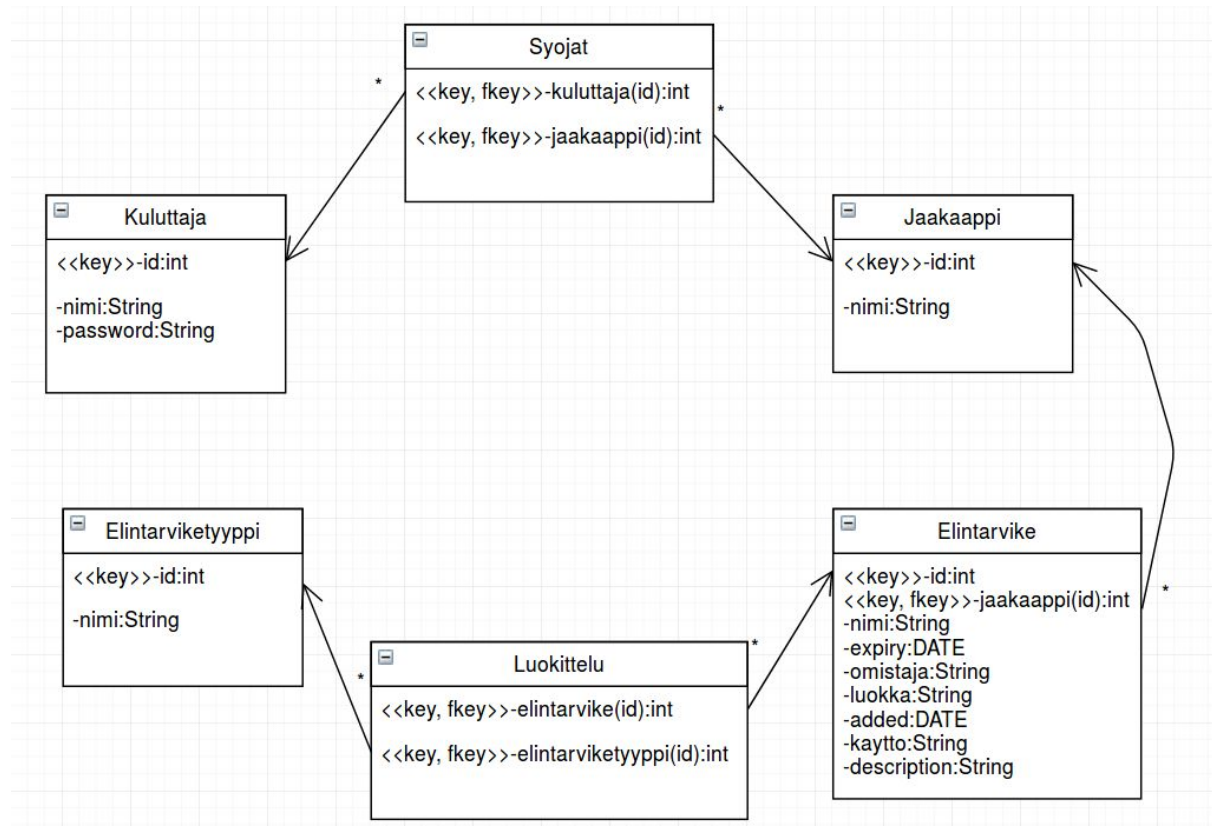 Syojat
*
<<key, fkey>>-kuluttaja(id):int
*
<<key, fkey>>-jaakaappi(id):int
Kuluttaja
<<key>>-id:int
-nimi:String
-password:String
Jaakaappi
<<key>>-id:int
-nimi:String
Elintarviketyyppi
<<key>>-id:int
-nimi:String
Elintarvike
<<key>>-id:int
<<key, fkey>>-jaakaappi(id):int
-nimi:String
-expiry:DATE
-omistaja:String
-luokka:String
-added:DATE
-kaytto:String
-description:String
*
Luokittelu
*
*
<<key, fkey>>-elintarvike(id):int
<<key, fkey>>-elintarviketyyppi(id):int